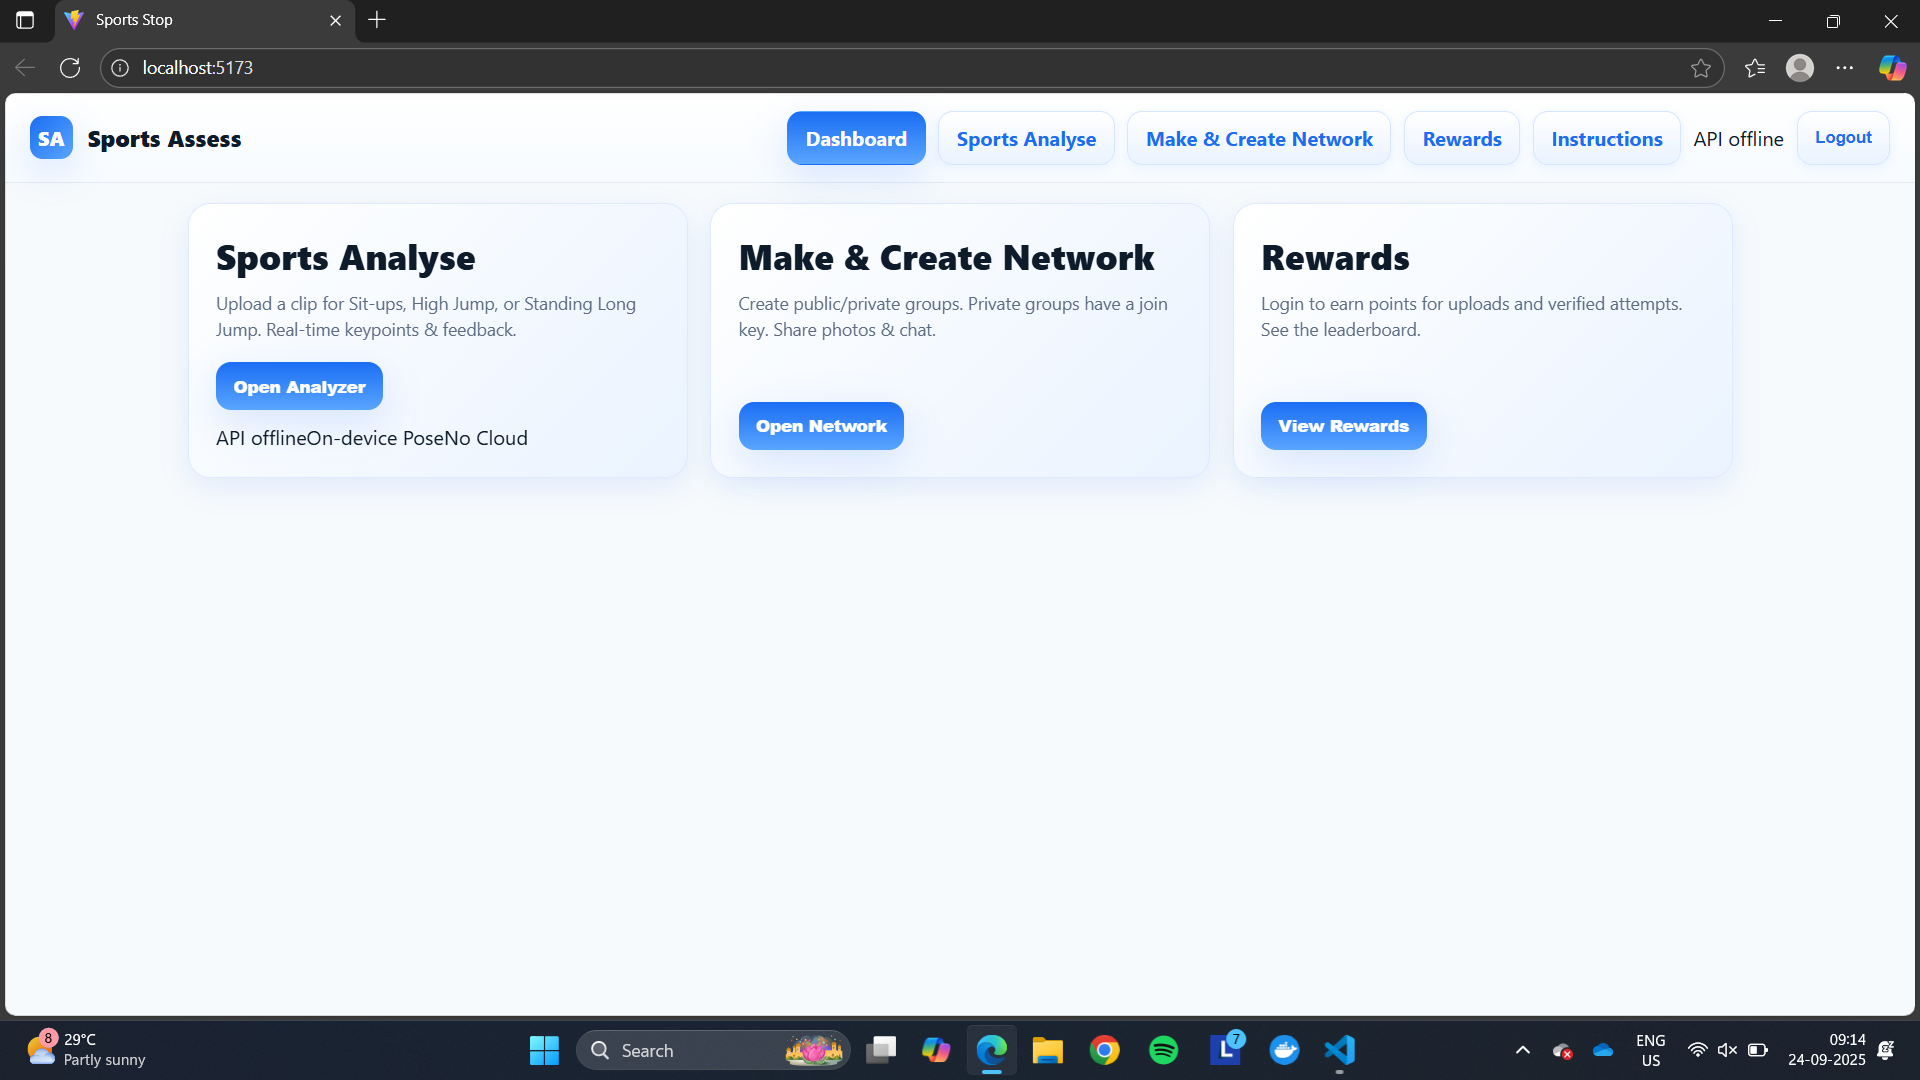 Sports Stop
localhost:5173
SA Sports Assess
Dashboard
Sports Analyse
Make & Create Network
Rewards
Instructions
API offline
Logout
Sports Analyse
Upload a clip for Sit-ups, High Jump, or Standing Long
Jump. Real-time keypoints & feedback.
Open Analyzer
API offlineOn-device PoseNo Cloud
Make & Create Network
Create public/private groups. Private groups have a join
key. Share photos & chat.
Open Network
Rewards
Login to earn points for uploads and verified attempts.
See the leaderboard.
View Rewards
8
29°C
Partly sunny
Search
L
7
ENG
US
09:14
24-09-2025